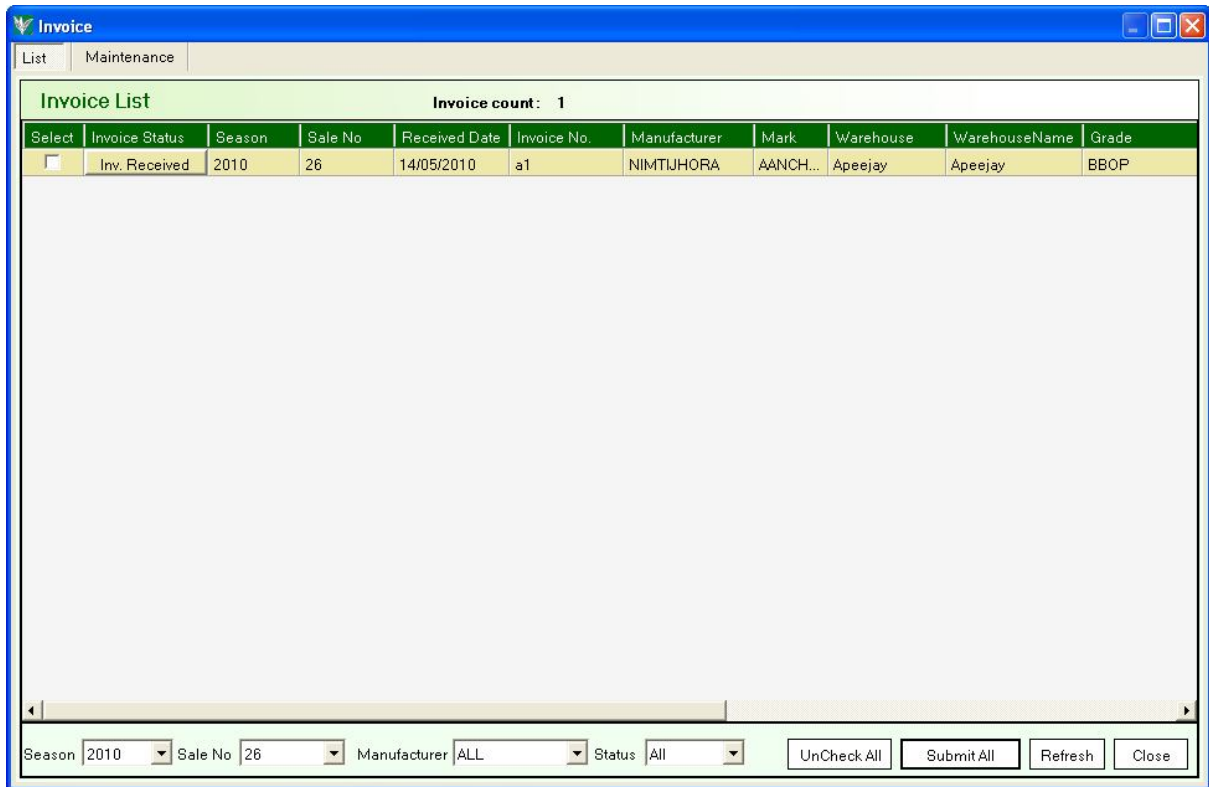 Invoice
List Maintenance
Invoice List Invoice count: 1
Select Invoice Status Season Sale No Received Date Invoice No. Manufacturer Mark Warehouse WarehouseName Grade
Inv. Received 2010 26 14/05/2010 a1 NIMTIJHORA AANCH... Apeejay Apeejay BBOP
Season 2010 Sale No 26 Manufacturer ALL Status All UnCheck All Submit All Refresh Close